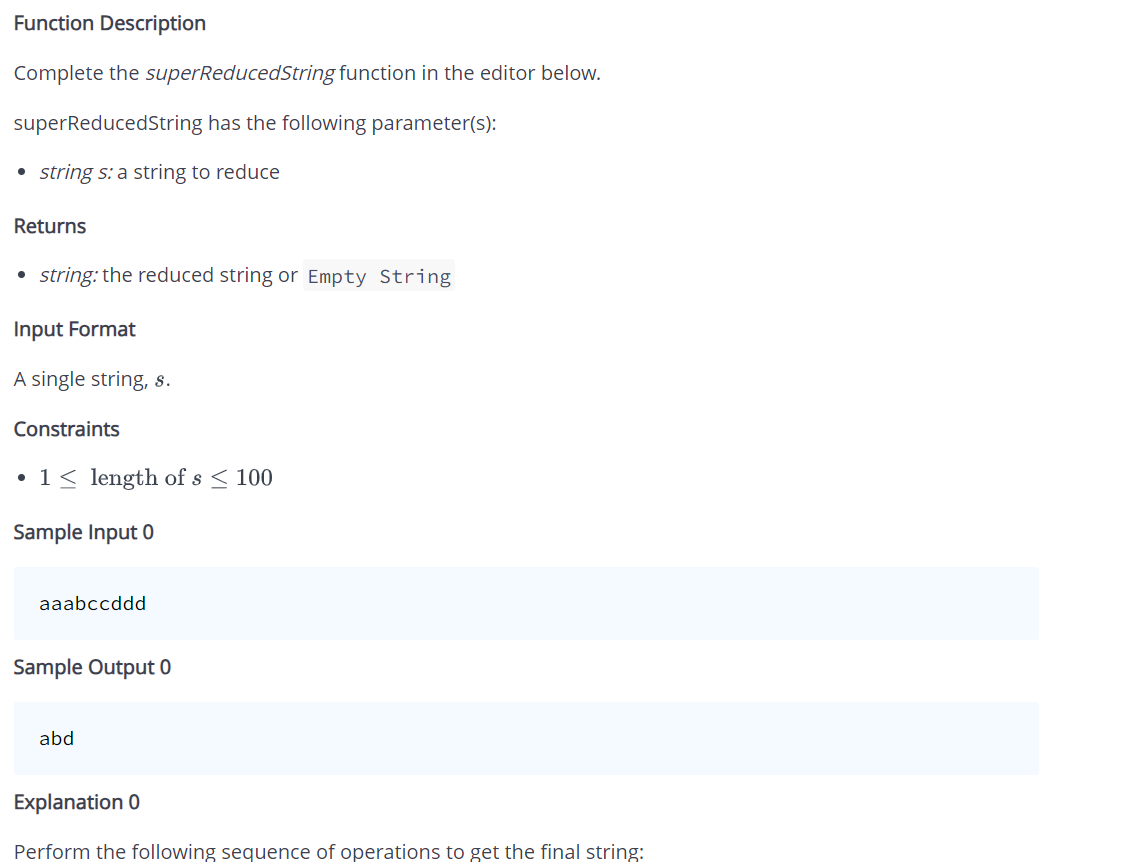 Function Description
Complete the superReducedString function in the editor below.
superReducedString has the following parameter(s):
• string s: a string to reduce
Returns
• string: the reduced string or Empty String
Input Format
A single string, s.
Constraints
• 1 ≤ length of s ≤ 100
Sample Input 0
aaabccddd
Sample Output 0
abd
Explanation 0
Perform the following sequence of operations to get the final string: